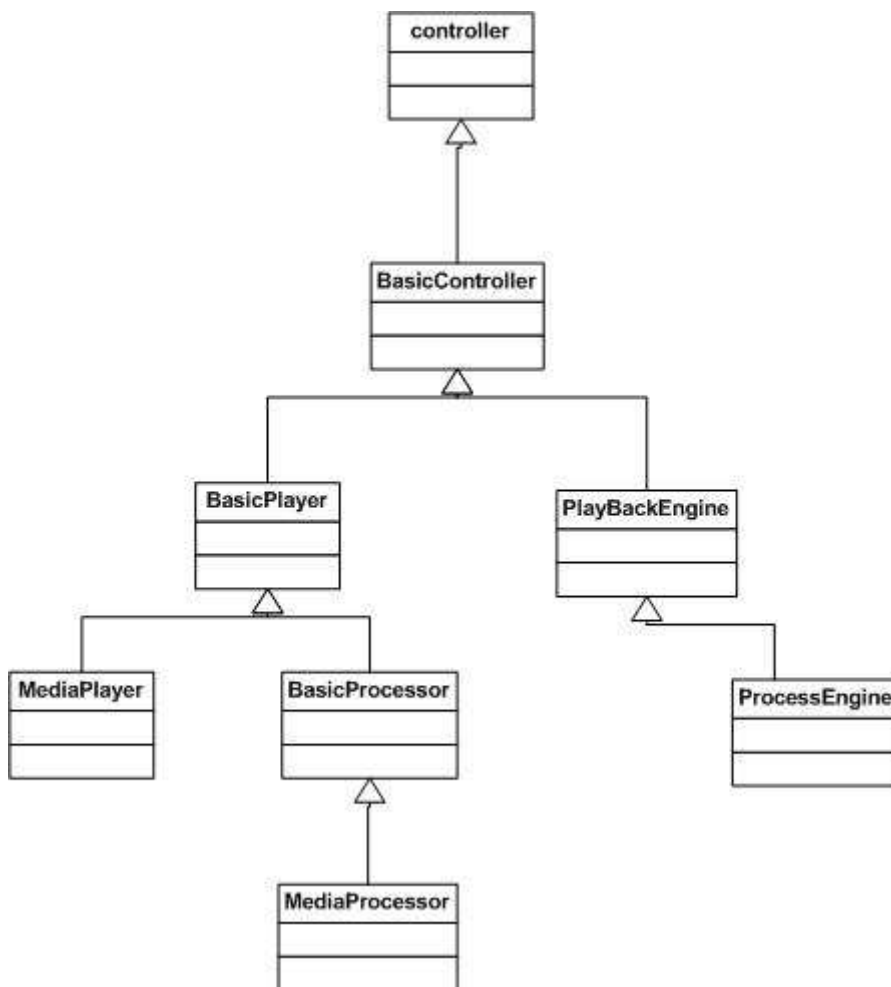 controller
BasicController
BasicPlayer
PlayBackEngine
MediaPlayer
BasicProcessor
ProcessEngine
MediaProcessor